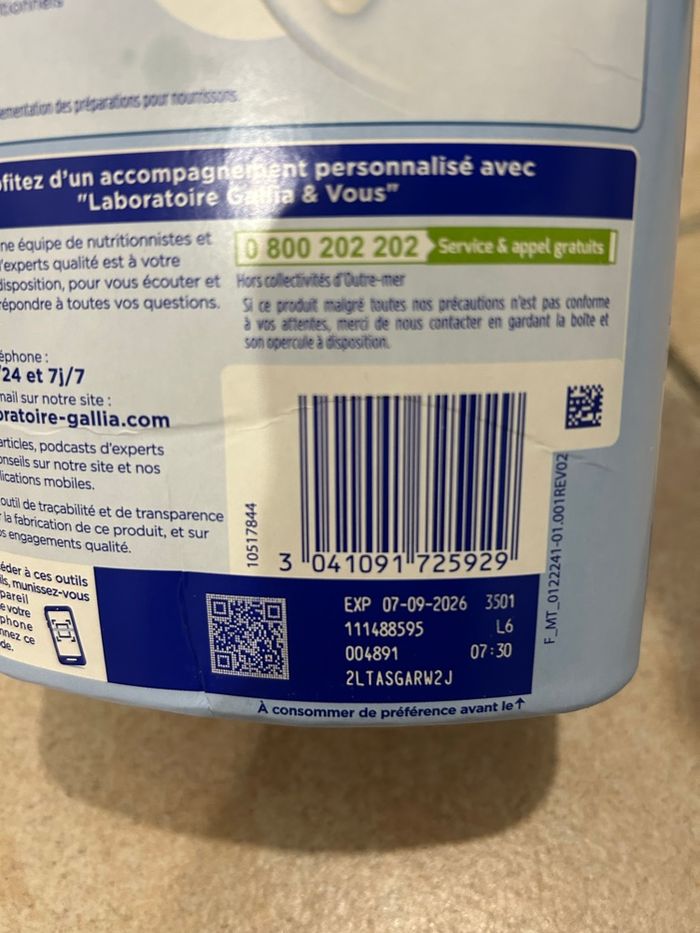 ementation des préparations pour nourrissons.
ofitez d'un accompagnement personnalisé avec
"Laboratoire Gallia & Vous"
ne équipe de nutritionnistes et
'experts qualité est à votre
disposition, pour vous écouter et
répondre à toutes vos questions.
0 800 202 202 Service & appel gratuits
Hors collectivités d'Outre-mer
Si ce produit malgré toutes nos précautions n'est pas conforme
à vos attentes, merci de nous contacter en gardant la boîte et
son opercule à disposition.
éphone :
24 et 7j/7
mail sur notre site :
oratoire-gallia.com
articles, podcasts d'experts
onseils sur notre site et nos
lications mobiles.
outil de traçabilité et de transparence
r la fabrication de ce produit, et sur
os engagements qualité.
10517844
3 041091 725929
F_MT_0122241-01.001REV02
éder à ces outils
ils, munissez-vous
pareil
e votre
phone
nnez ce
de.
EXP 07-09-2026 3501
111488595 L6
004891 07:30
2LTASGARW2J
À consommer de préférence avant le↑